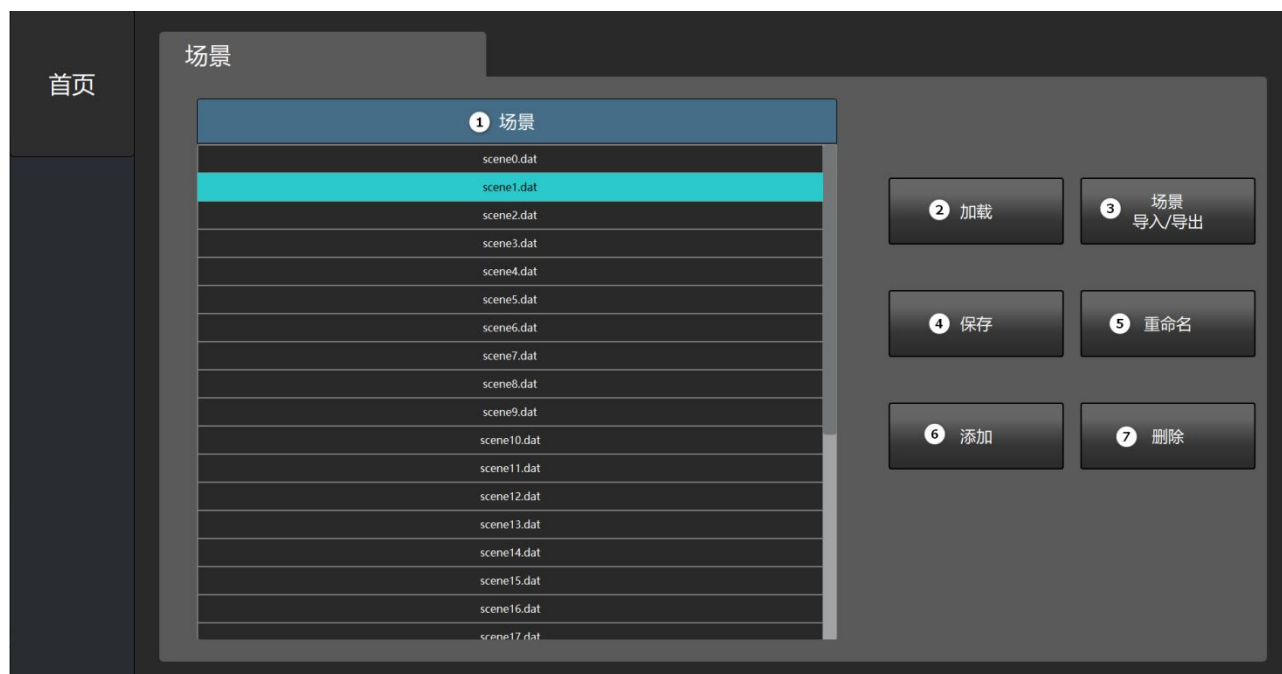 场景
首页
1 场景
scene0.dat
scene1.dat
scene2.dat
scene3.dat
scene4.dat
scene5.dat
scene6.dat
scene7.dat
scene8.dat
scene9.dat
scene10.dat
scene11.dat
scene12.dat
scene13.dat
scene14.dat
scene15.dat
scene16.dat
scene17.dat
2 加载
3 场景
导入/导出
4 保存
5 重命名
6 添加
7 删除